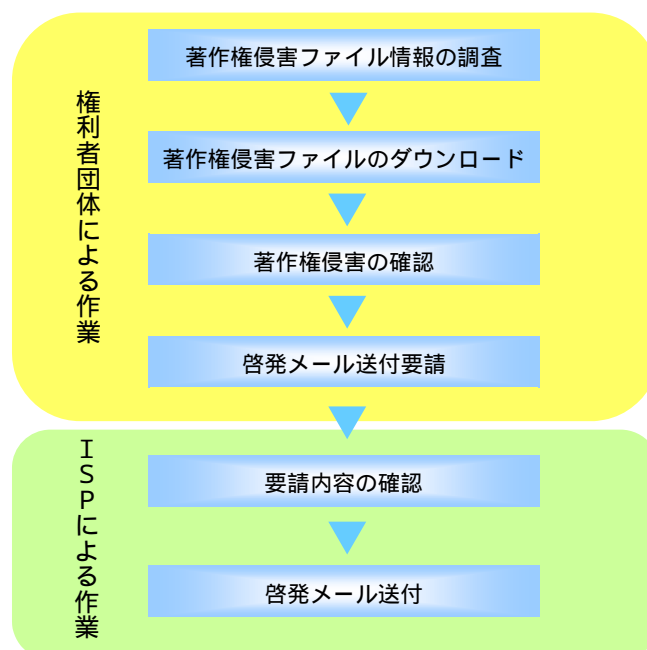 権利者団体による作業
著作権侵害ファイル情報の調査
著作権侵害ファイルのダウンロード
著作権侵害の確認
啓発メール送付要請
ＩＳＰによる作業
要請内容の確認
啓発メール送付